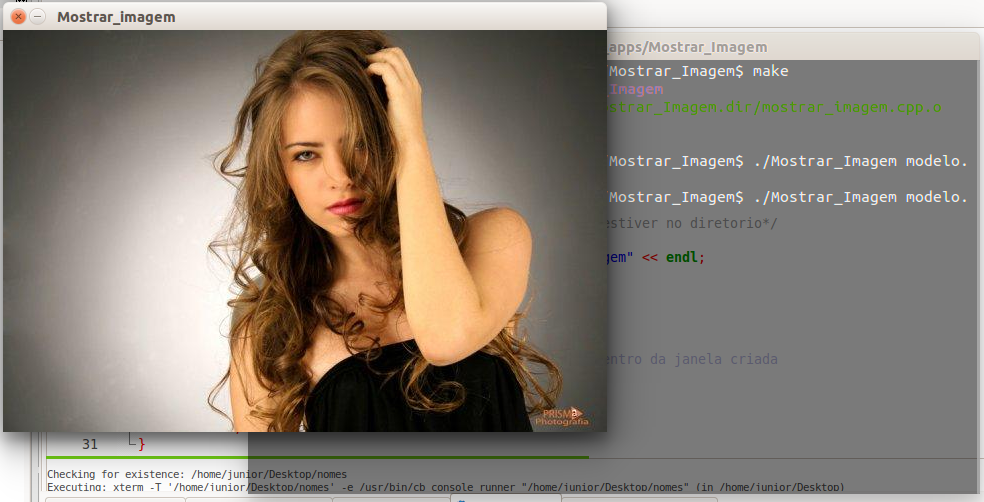 Mostrar_imagem
_apps/Mostrar_Imagem
/Mostrar_Imagem$ make
Imagem
strar_Imagem.dir/mostrar_imagem.cpp.o
/Mostrar_Imagem$ ./Mostrar_Imagem modelo.
/Mostrar_Imagem$ ./Mostrar_Imagem modelo.
estiver no diretorio*/
gem" << endl;
entro da janela criada
PRISMa
Photografia
31 }
Checking for existence: /home/junior/Desktop/nomes
Executing: xterm -T '/home/junior/Desktop/nomes' -e /usr/bin/cb_console_runner "/home/junior/Desktop/nomes" (in /home/junior/Desktop)